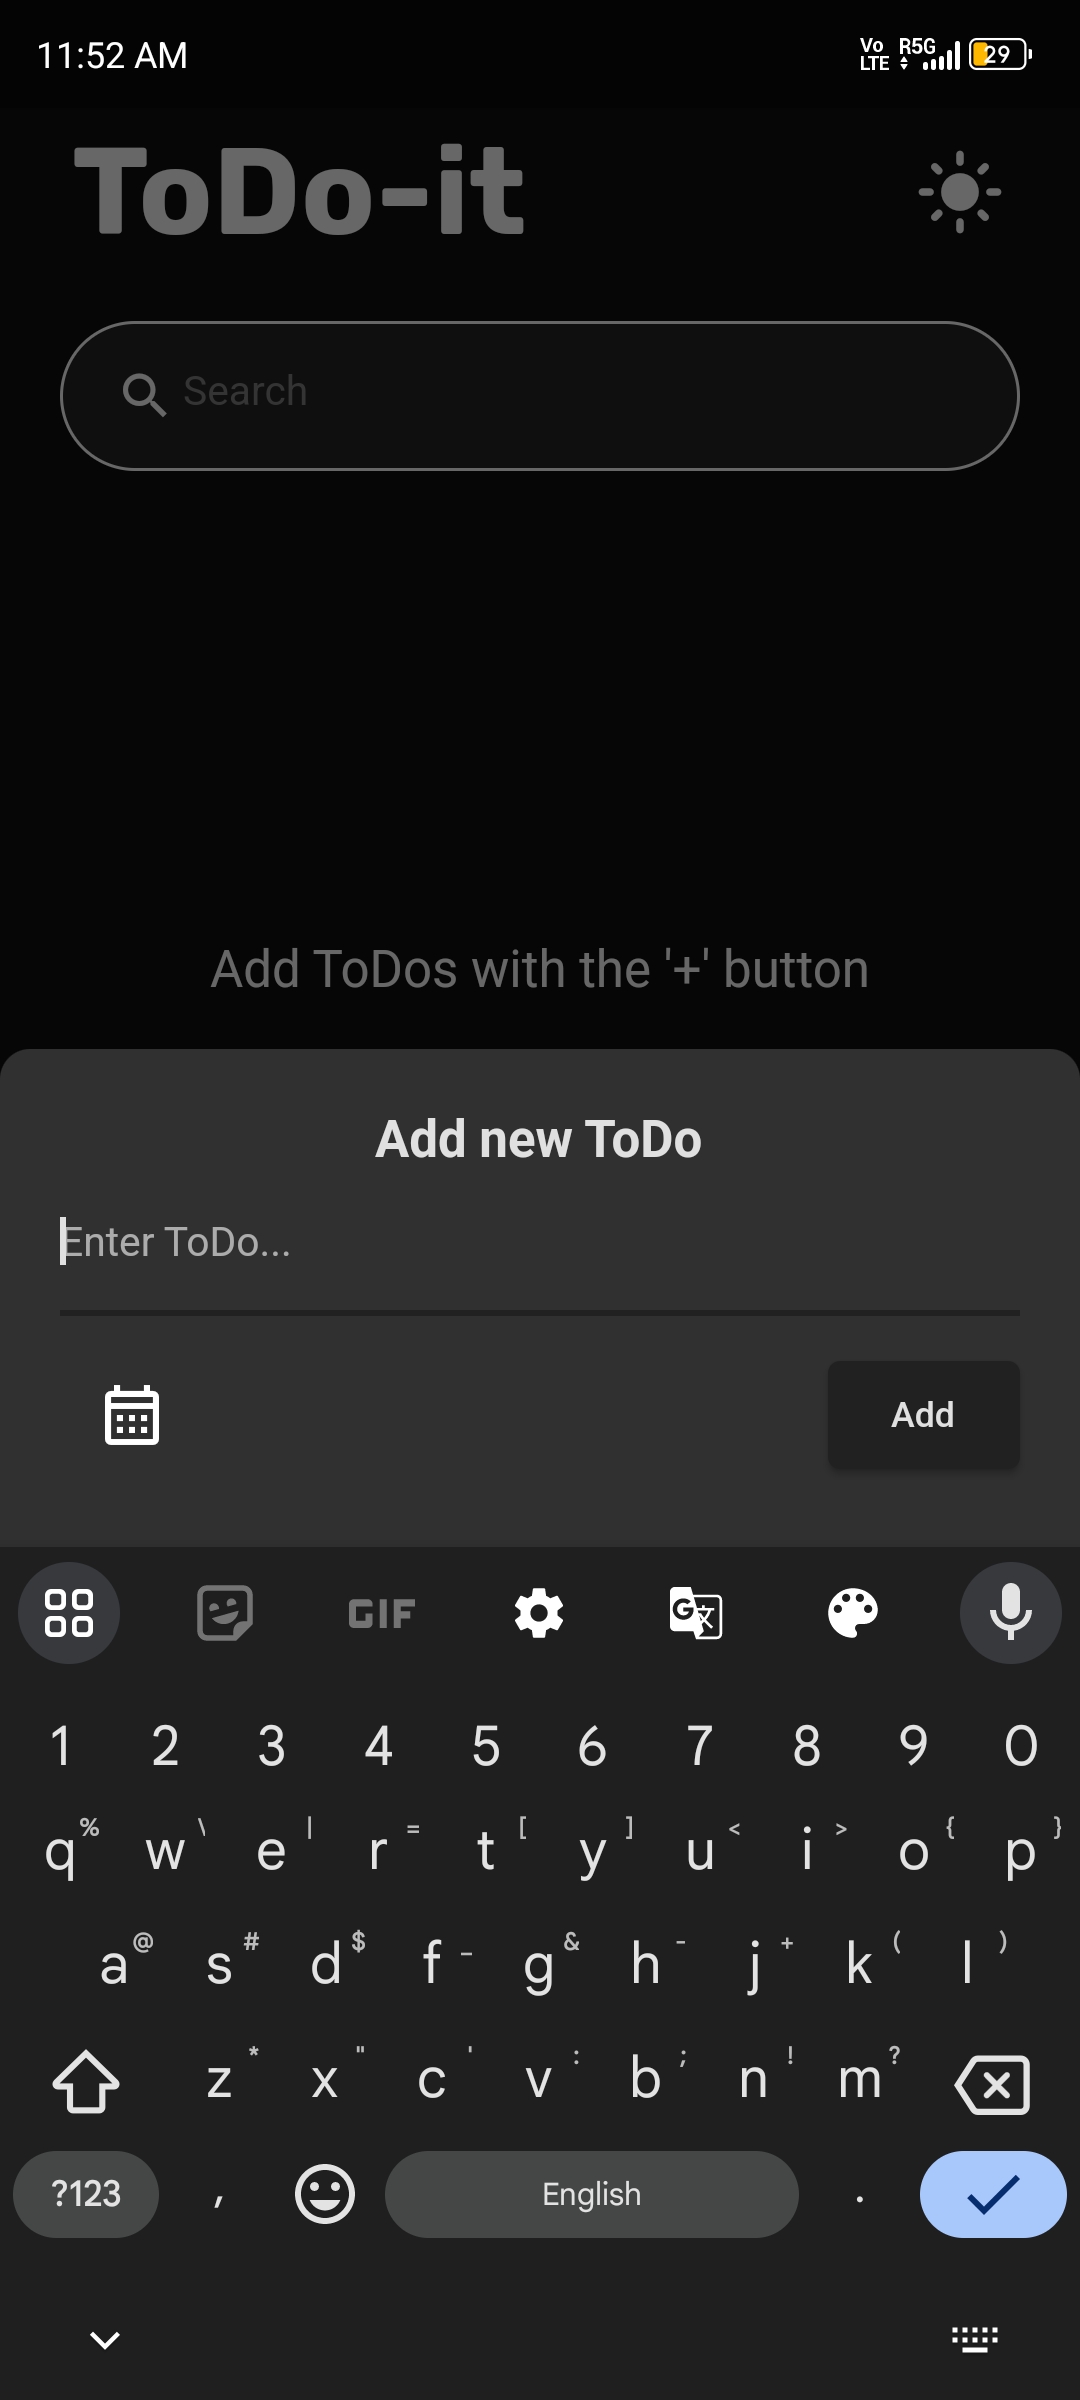 11:52 AM
Vo LTE R5G 29
ToDo-it
Search
Add ToDos with the '+' button
Add new ToDo
Enter ToDo...
Add
GIF
G 文
1 2 3 4 5 6 7 8 9 0
q % w \ e | r = t [ y ] u < i > o { p }
a @ s # d $ f _ g & h - j + k ( l )
z * x " c ' v : b ; n ! m ?
?123 , English .